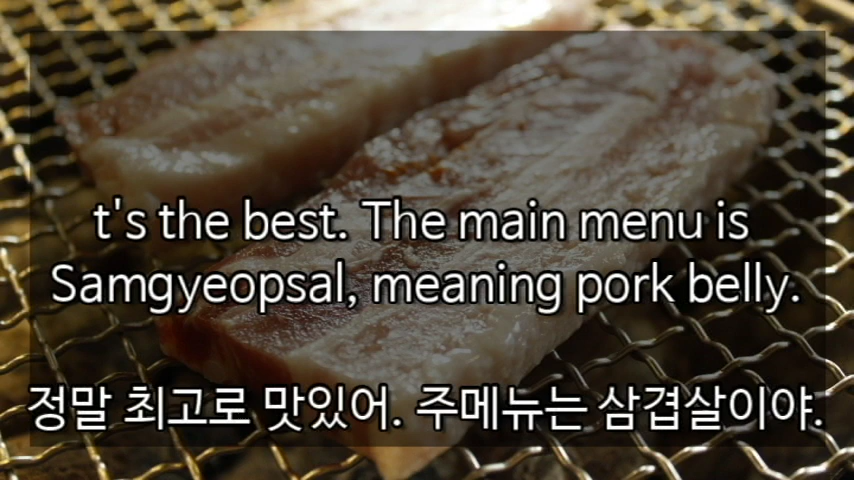 t's the best. The main menu is
Samgyeopsal, meaning pork belly.
정말 최고로 맛있어. 주메뉴는 삼겹살이야.